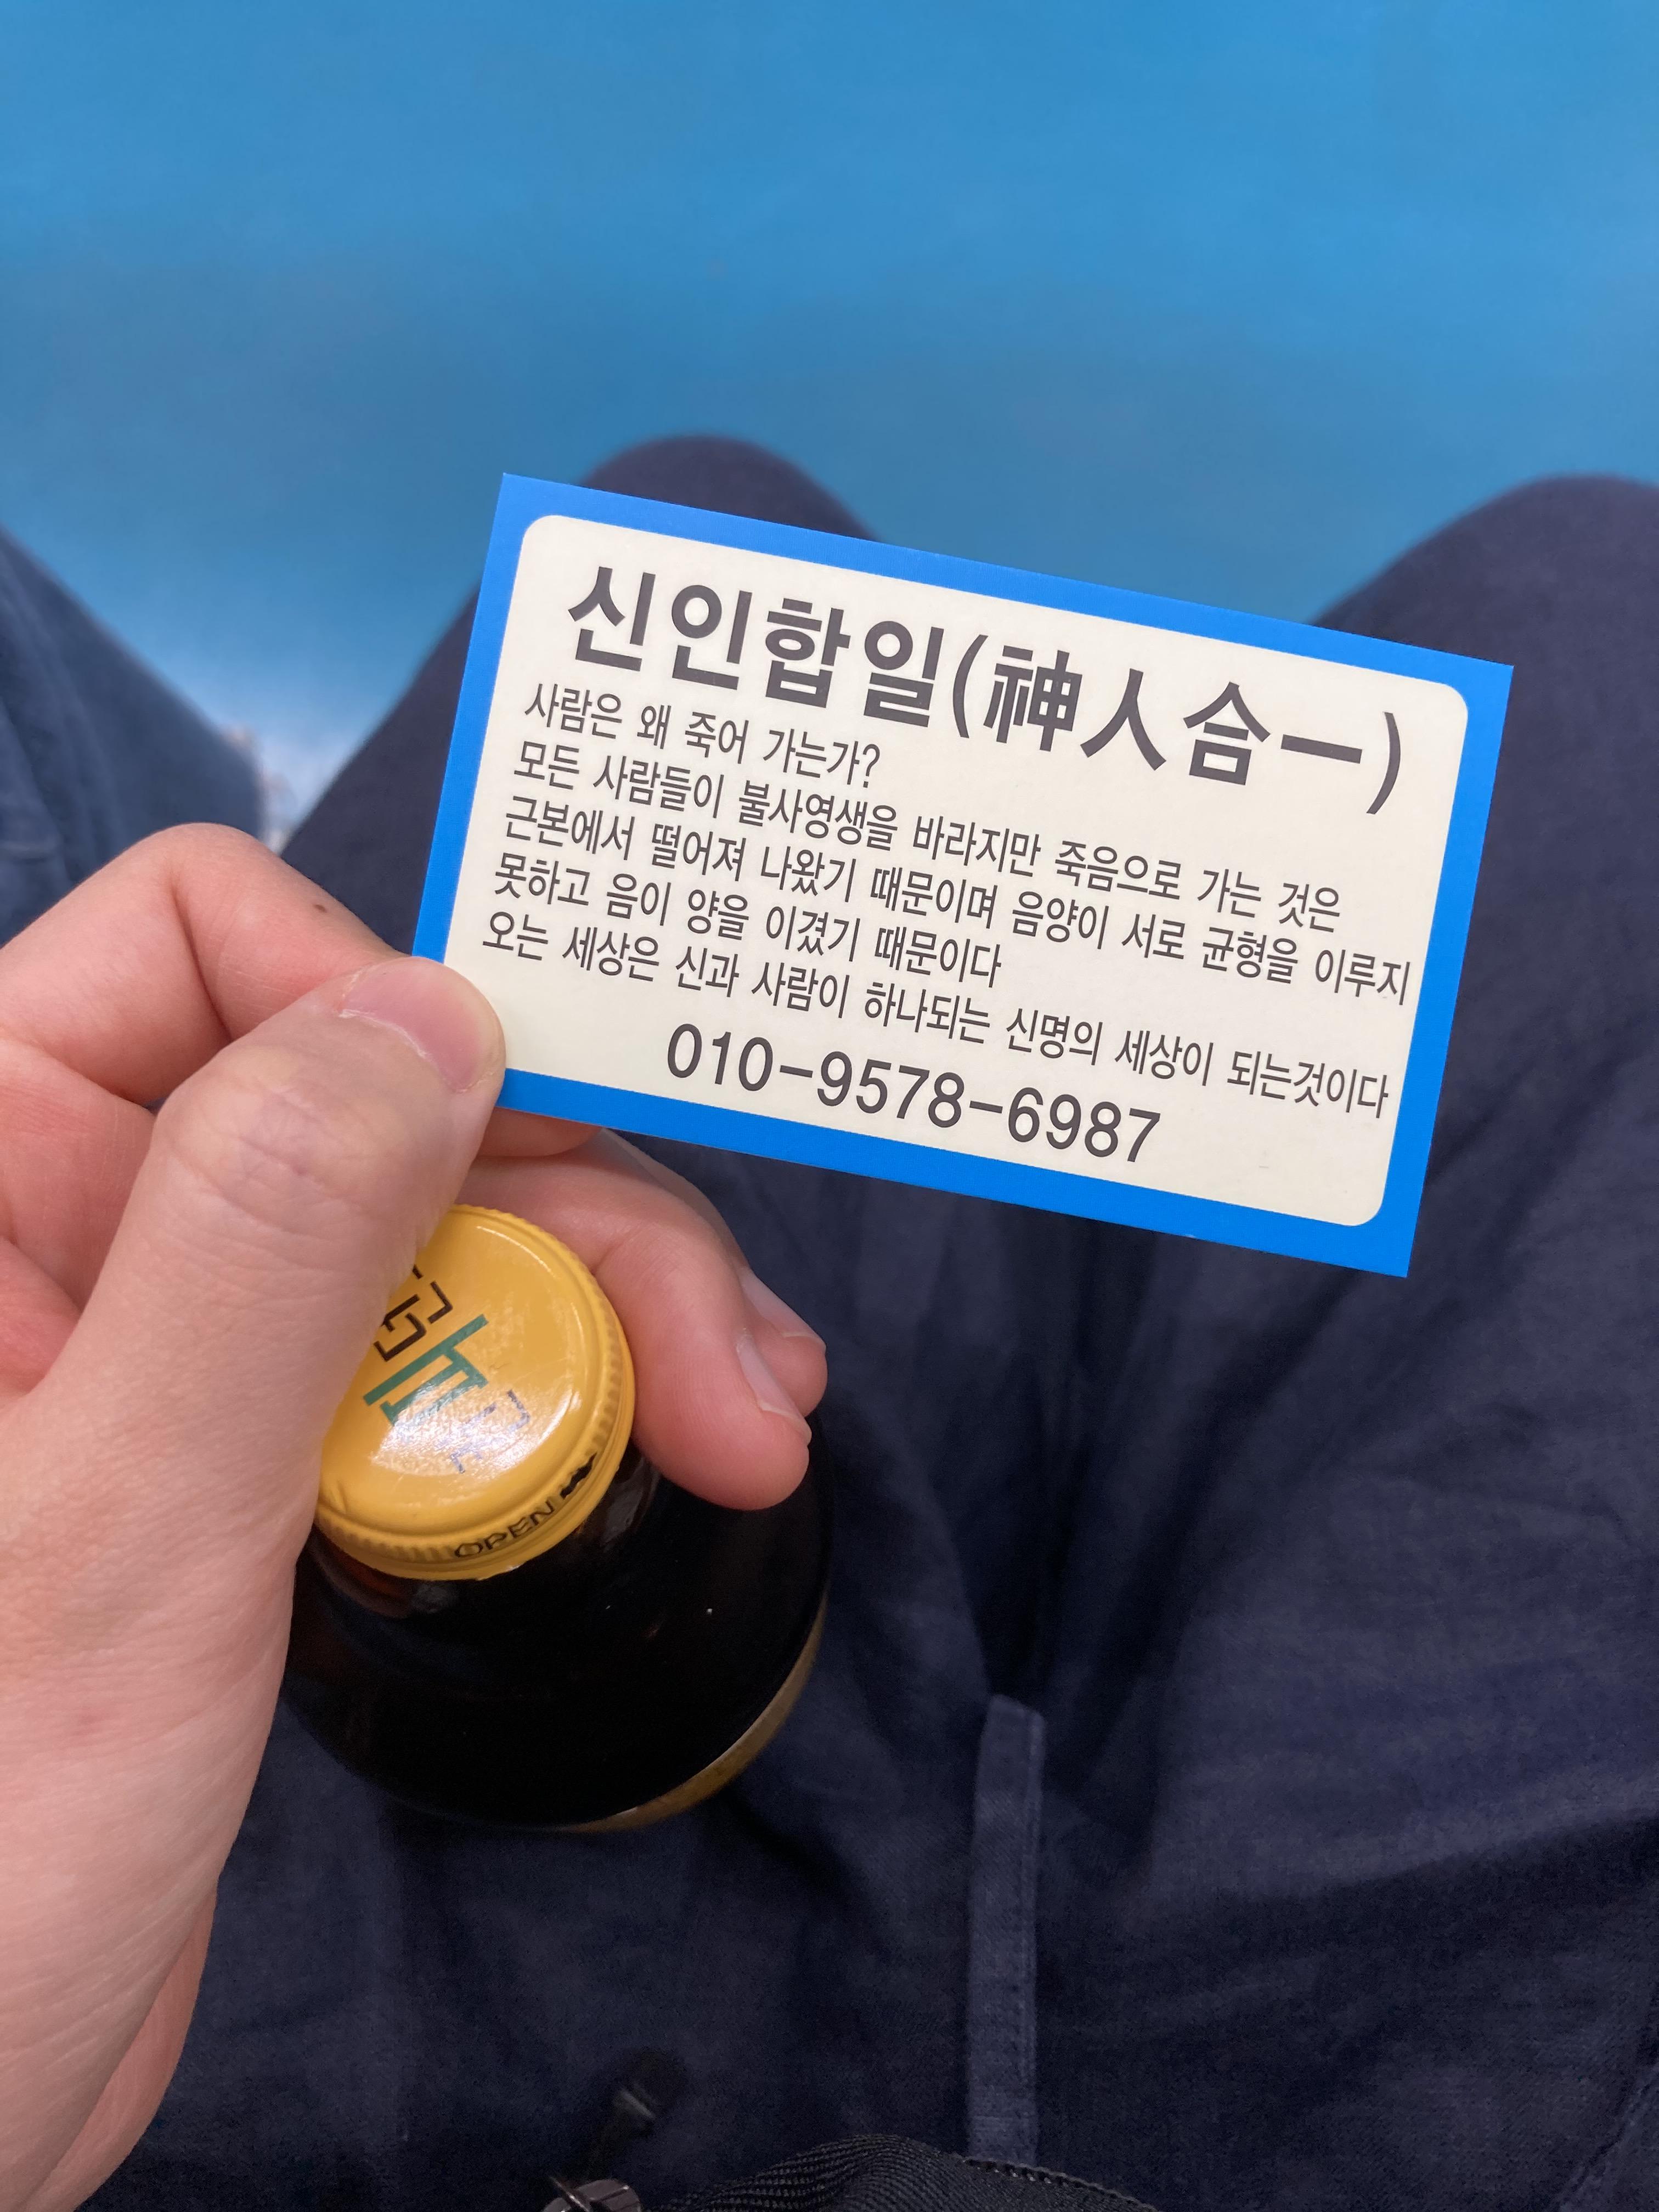 신인합일(神人合一)
사람은 왜 죽어 가는가?
모든 사람들이 불사영생을 바라지만 죽음으로 가는 것은
근본에서 떨어져 나왔기 때문이며 음양이 서로 균형을 이루지
못하고 음이 양을 이겼기 때문이다
오는 세상은 신과 사람이 하나되는 신명의 세상이 되는것이다
010-9578-6987
OPEN